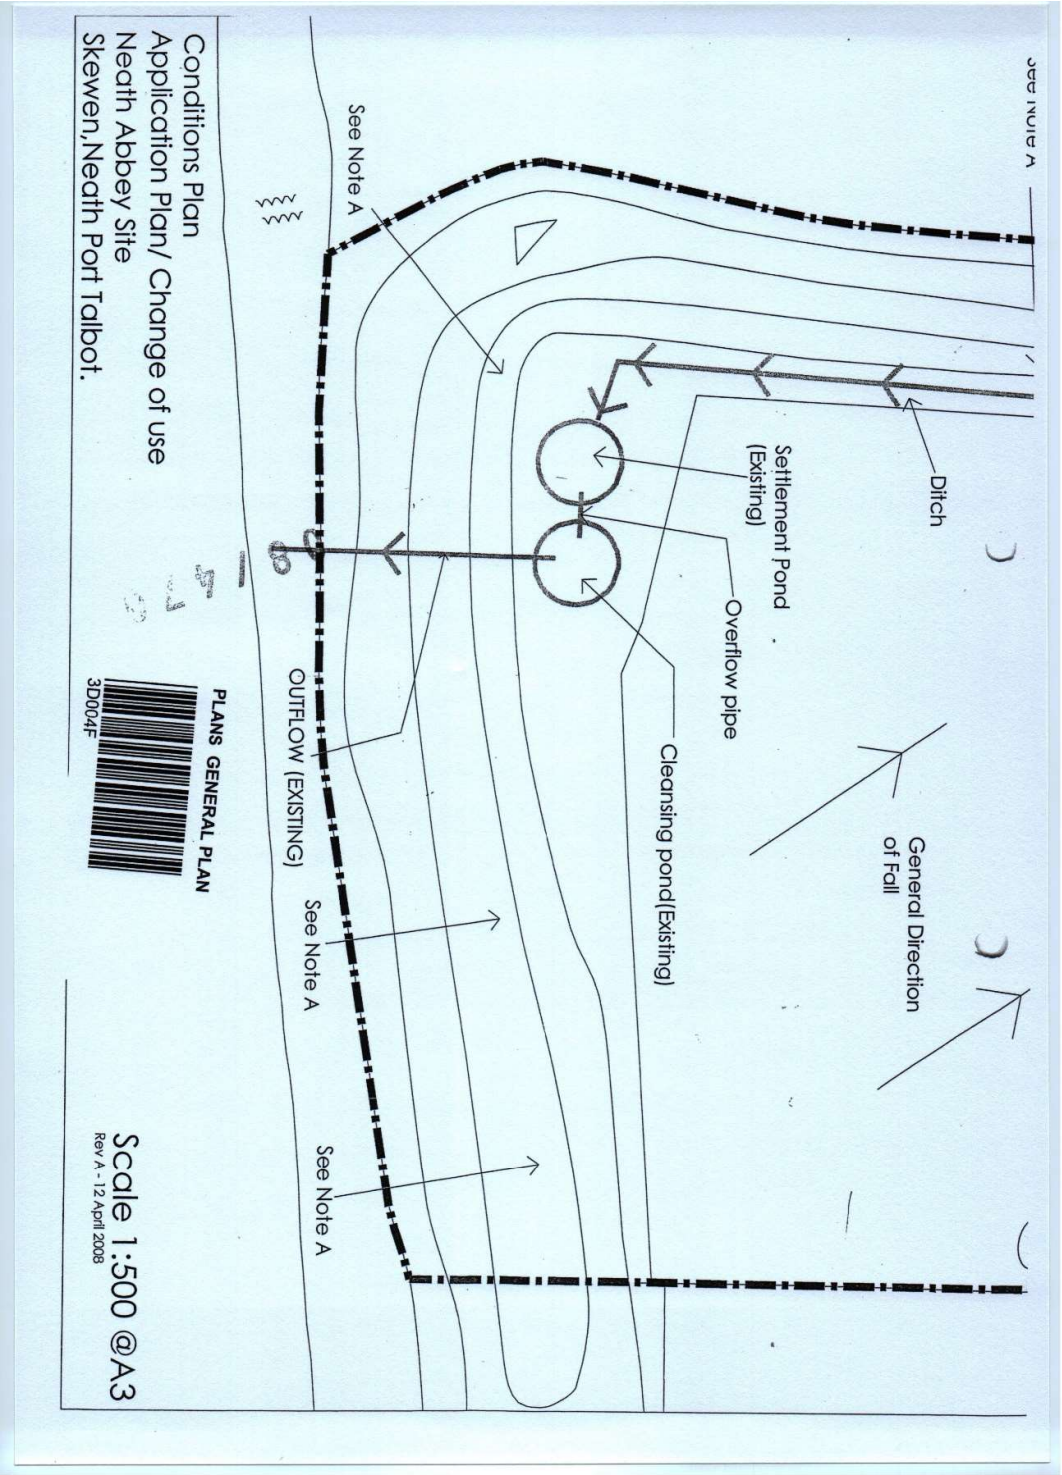 See Note A
See Note A
Ditch
Settlement Pond
(Existing)
Overflow pipe
Cleansing pond(Existing)
General Direction
of Fall
OUTFLOW (EXISTING)
See Note A
See Note A
Conditions Plan
Application Plan/ Change of use
Neath Abbey Site
Skewen,Neath Port Talbot.
PLANS GENERAL PLAN
3D004F
Scale 1:500 @A3
Rev A - 12 April 2008